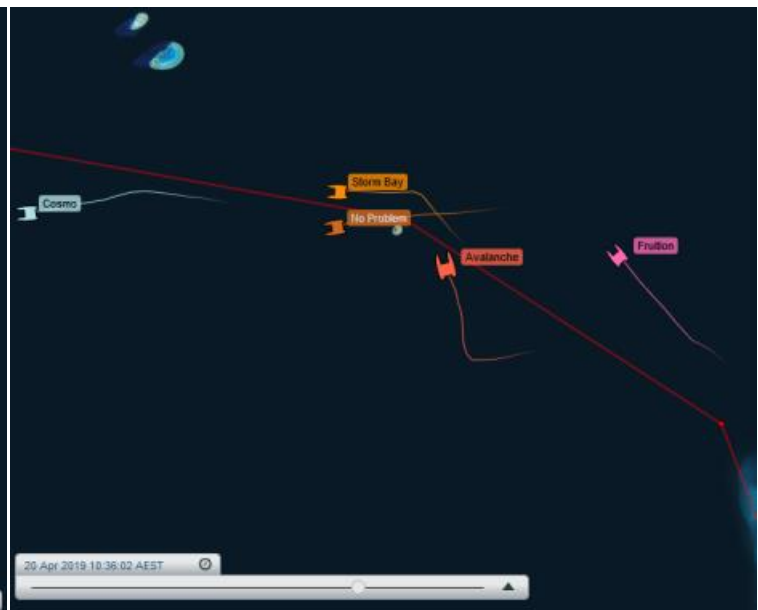 Storm Bay
Cosmo
No Problem
Fruition
Avalanche
20 Apr 2019 10:36:02 AEST